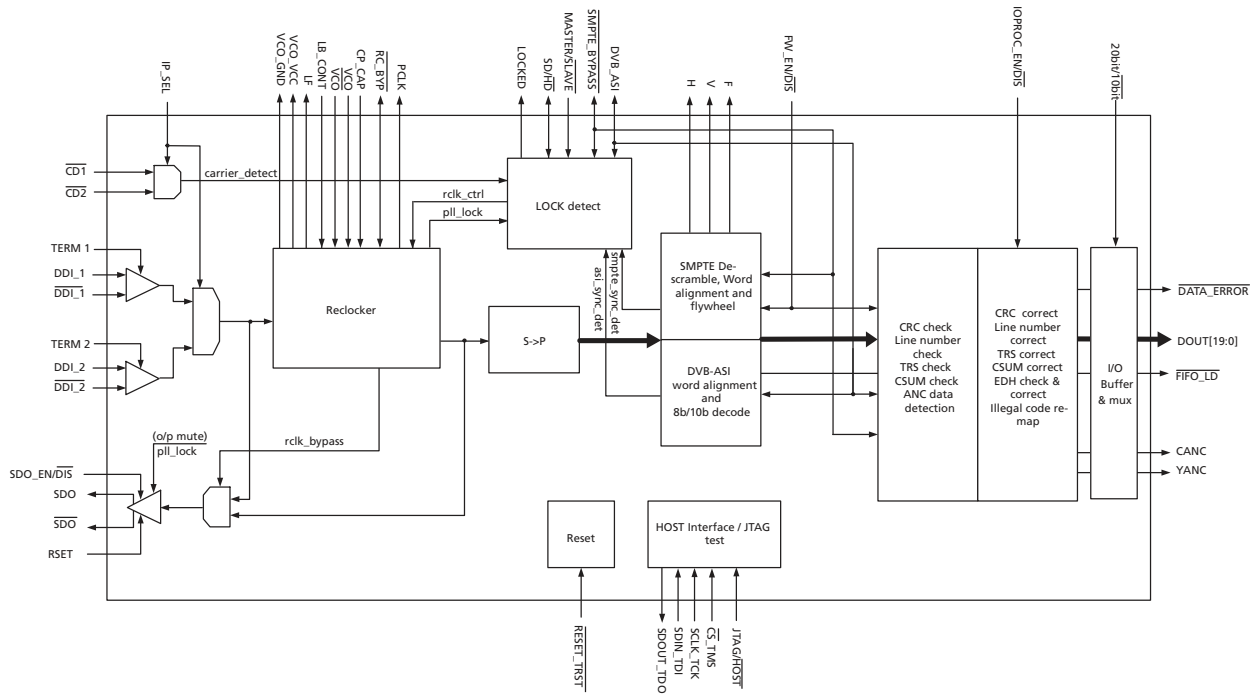 IP_SEL
VCO_GND
VCO_VCC
LF
LB_CONT
VCO
VCO
CP_CAP
RC_BYP
PCLK
LOCKED
SD/HD
MASTER/SLAVE
SMPTE_BYPASS
DVB_ASI
H
V
F
FW_EN/DIS
IOPROC_EN/DIS
20bit/10bit
CD1
CD2
carrier_detect
rclk_ctrl
pll_lock
LOCK detect
TERM 1
DDI_1
DDI_1
TERM 2
DDI_2
DDI_2
Reclocker
S->P
asi_sync_det
smpte_sync_det
SMPTE De-
scramble, Word
alignment and
flywheel
DVB-ASI
word alignment
and
8b/10b decode
CRC check
Line number
check
TRS check
CSUM check
ANC data
detection
CRC correct
Line number
correct
TRS correct
CSUM correct
EDH check &
correct
Illegal code re-
map
I/O
Buffer
& mux
DATA_ERROR
DOUT[19:0]
FIFO_LD
CANC
YANC
rclk_bypass
(o/p mute)
pll_lock
SDO_EN/DIS
SDO
SDO
RSET
Reset
HOST Interface / JTAG
test
RESET_TRST
SDOUT_TDO
SDIN_TDI
SCLK_TCK
CS_TMS
JTAG/HOST